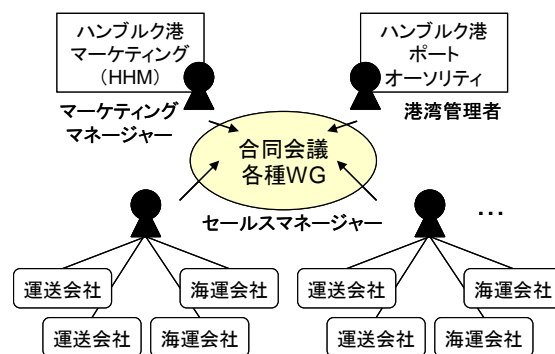 ハンブルク港
マーケティング
（HHM）
ハンブルク港
ポート
オーソリティ
マーケティング
マネージャー
港湾管理者
合同会議
各種WG
セールスマネージャー
…
運送会社
海運会社
運送会社
海運会社
運送会社
海運会社
運送会社
海運会社